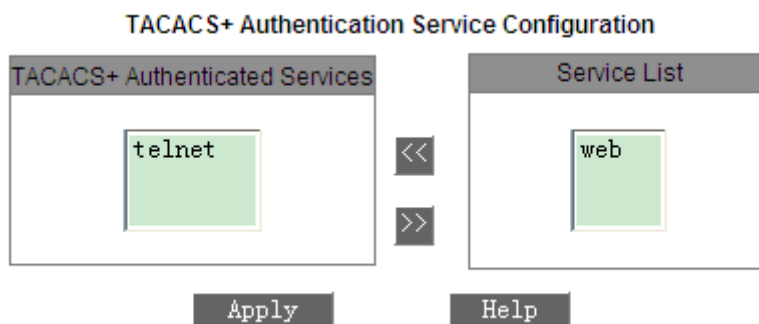 TACACS+ Authentication Service Configuration
TACACS+ Authenticated Services
Service List
telnet
<<
web
>>
Apply
Help